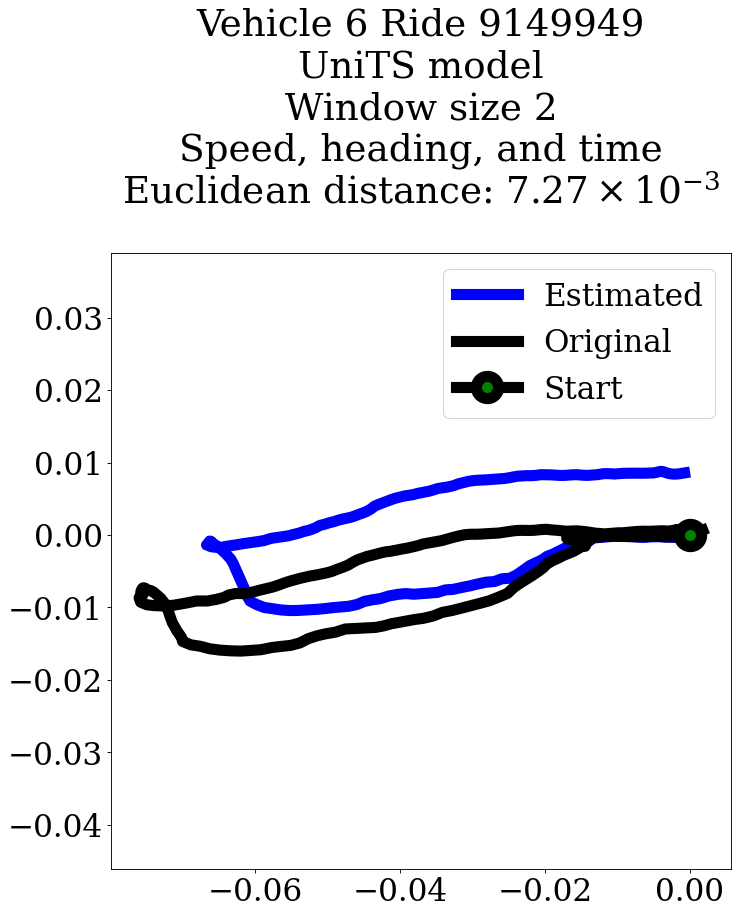 Vehicle 6 Ride 9149949
UniTS model
Window size 2
Speed, heading, and time
Euclidean distance: 7.27 × 10⁻³
Estimated
Original
Start
0.03
0.02
0.01
0.00
−0.01
−0.02
−0.03
−0.04
−0.06 −0.04 −0.02 0.00